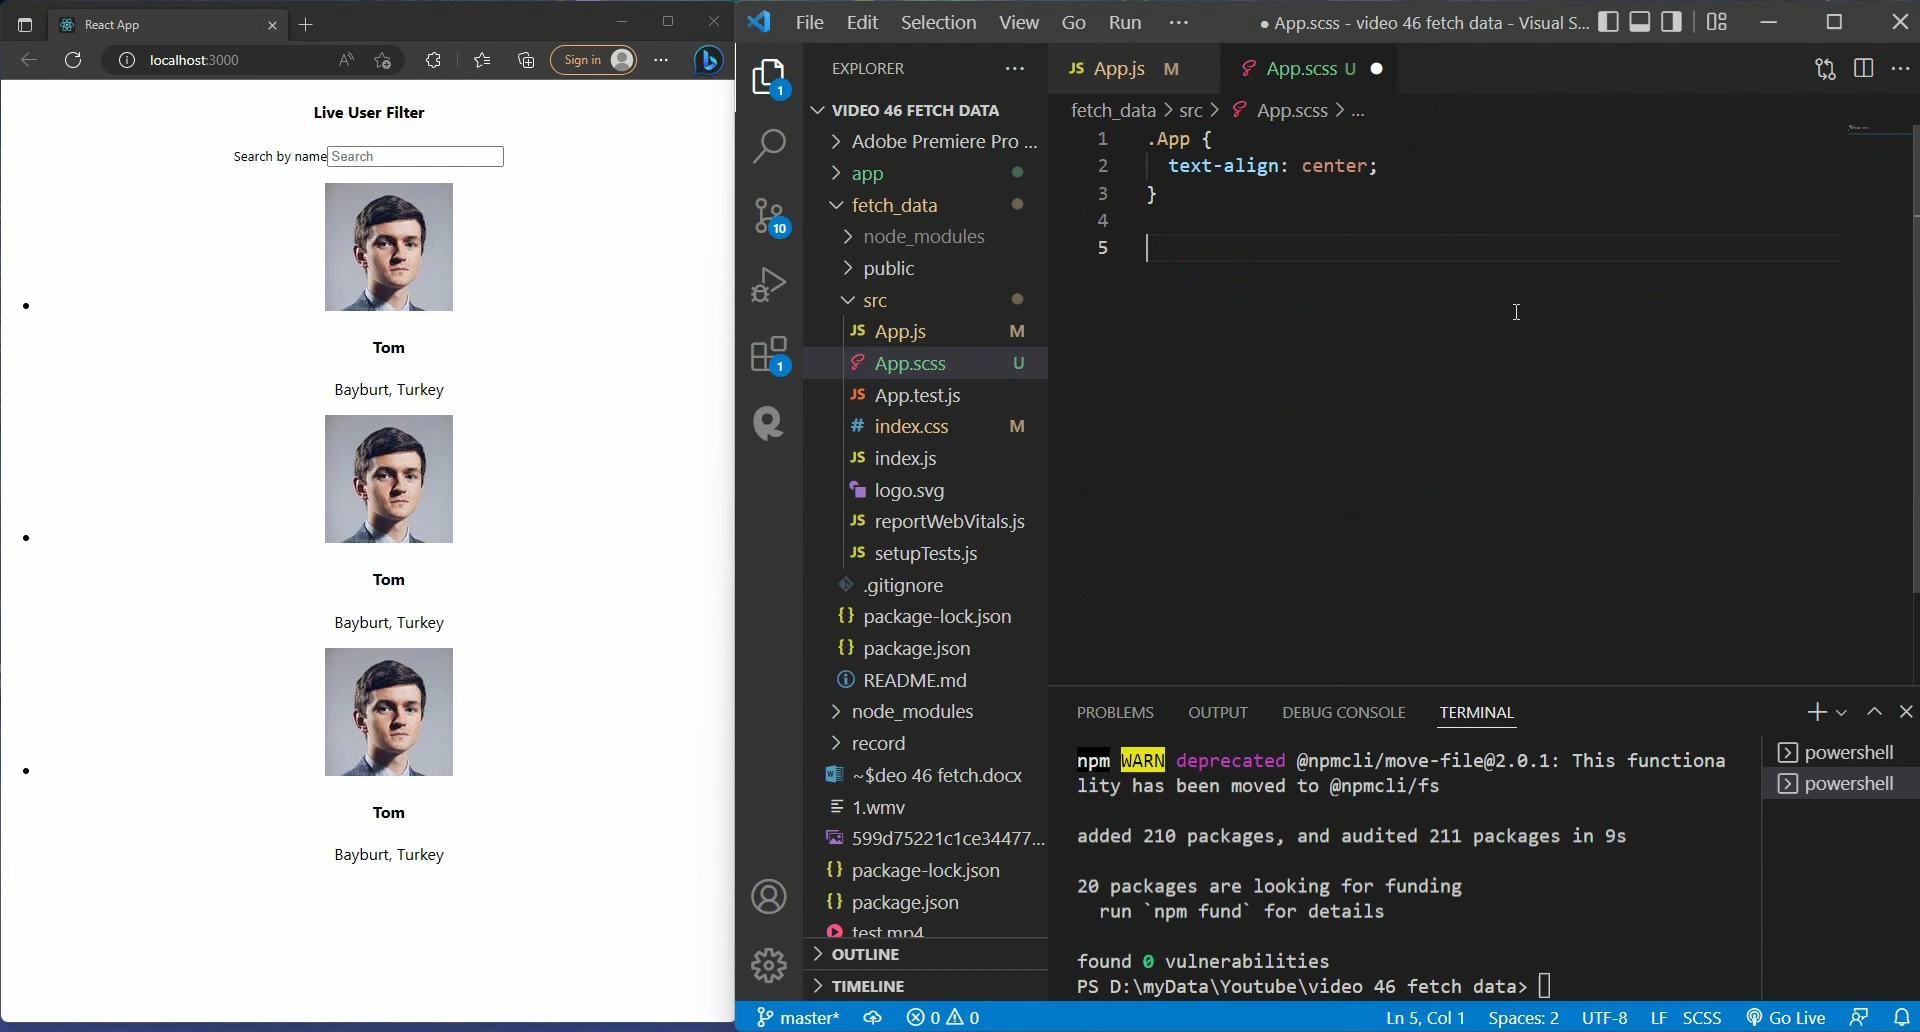 React App
Sign in
localhost:3000
Live User Filter
Search by name Search
Tom
Bayburt, Turkey
Tom
Bayburt, Turkey
Tom
Bayburt, Turkey
File Edit Selection View Go Run ···
● App.scss - video 46 fetch data - Visual S...
EXPLORER ···
1
10
1
VIDEO 46 FETCH DATA
Adobe Premiere Pro ...
app
fetch_data
node_modules
public
src
JS App.js M
App.scss U
JS App.test.js
# index.css M
JS index.js
logo.svg
JS reportWebVitals.js
JS setupTests.js
.gitignore
{} package-lock.json
{} package.json
README.md
node_modules
record
~$deo 46 fetch.docx
1.wmv
599d75221c1ce34477...
{} package-lock.json
{} package.json
test.mp4
OUTLINE
TIMELINE
JS App.js M
App.scss U ●
fetch_data > src > App.scss > ...
1 .App {
2 text-align: center;
3 }
4
5
PROBLEMS OUTPUT DEBUG CONSOLE TERMINAL
npm WARN deprecated @npmcli/move-file@2.0.1: This functiona
lity has been moved to @npmcli/fs
added 210 packages, and audited 211 packages in 9s
20 packages are looking for funding
run `npm fund` for details
found 0 vulnerabilities
PS D:\myData\Youtube\video 46 fetch data>
powershell
powershell
master* 0 0
Ln 5, Col 1 Spaces: 2 UTF-8 LF SCSS Go Live